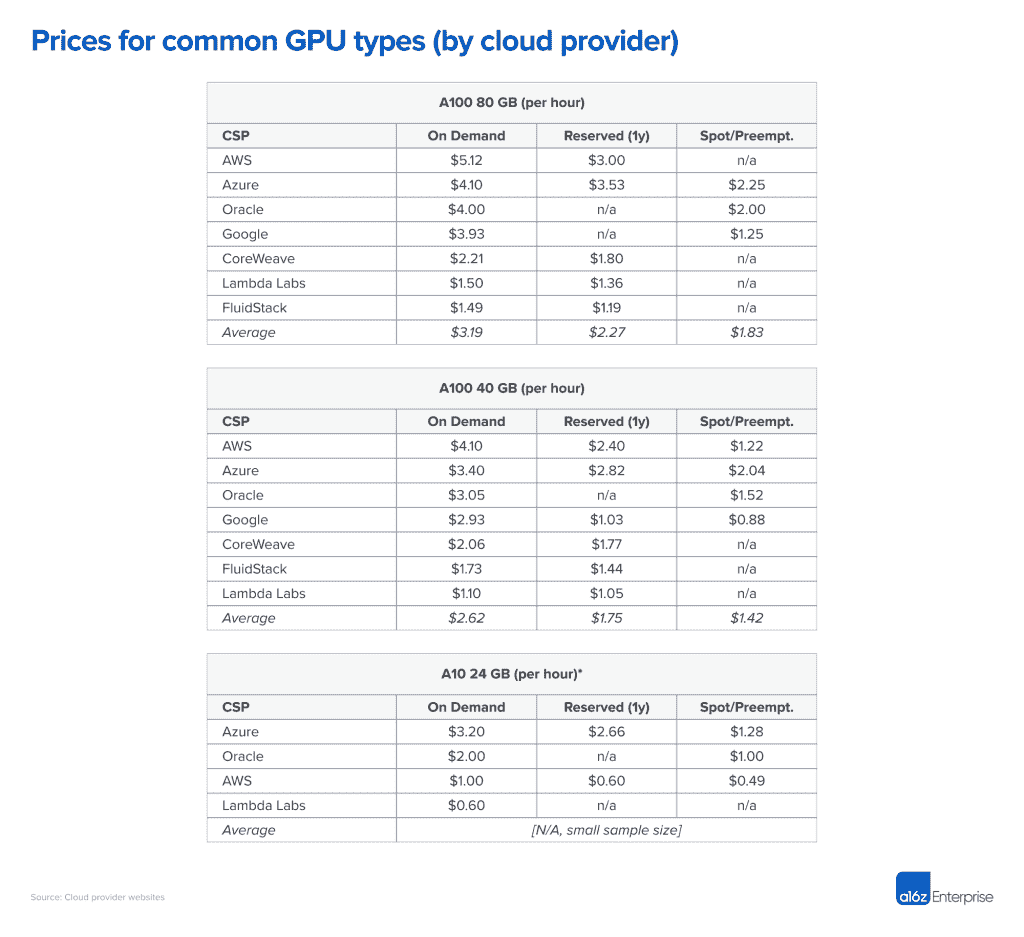 Prices for common GPU types (by cloud provider)
A100 80 GB (per hour)
CSP On Demand Reserved (1y) Spot/Preempt.
AWS $5.12 $3.00 n/a
Azure $4.10 $3.53 $2.25
Oracle $4.00 n/a $2.00
Google $3.93 n/a $1.25
CoreWeave $2.21 $1.80 n/a
Lambda Labs $1.50 $1.36 n/a
FluidStack $1.49 $1.19 n/a
Average $3.19 $2.27 $1.83
A100 40 GB (per hour)
CSP On Demand Reserved (1y) Spot/Preempt.
AWS $4.10 $2.40 $1.22
Azure $3.40 $2.82 $2.04
Oracle $3.05 n/a $1.52
Google $2.93 $1.03 $0.88
CoreWeave $2.06 $1.77 n/a
FluidStack $1.73 $1.44 n/a
Lambda Labs $1.10 $1.05 n/a
Average $2.62 $1.75 $1.42
A10 24 GB (per hour)*
CSP On Demand Reserved (1y) Spot/Preempt.
Azure $3.20 $2.66 $1.28
Oracle $2.00 n/a $1.00
AWS $1.00 $0.60 $0.49
Lambda Labs $0.60 n/a n/a
Average [N/A, small sample size]
Source: Cloud provider websites
a16z Enterprise